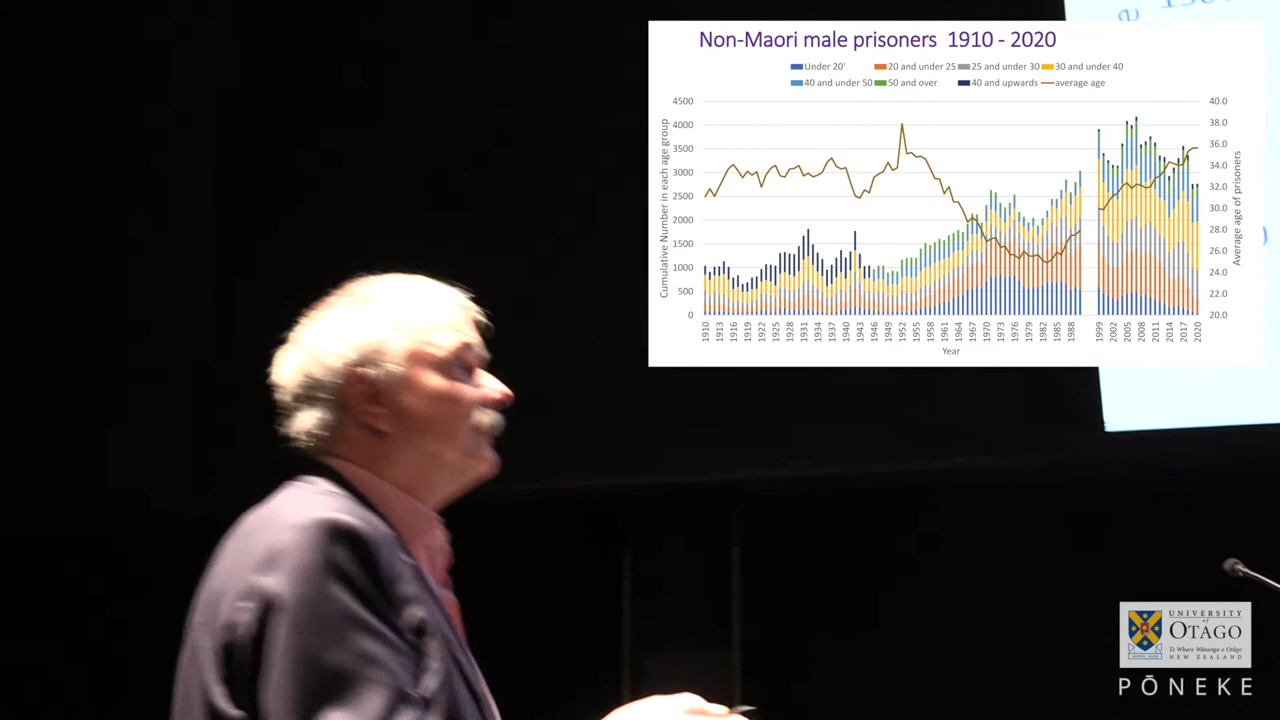 Non-Maori male prisoners 1910 - 2020
Under 20' 20 and under 25 25 and under 30 30 and under 40
40 and under 50 50 and over 40 and upwards average age
4500 40.0
4000 38.0
3500 36.0
3000 34.0
2500 32.0
2000 30.0
1500 28.0
1000 26.0
500 24.0
0 22.0
20.0
Cumulative Number in each age group
Average age of prisoners
1910 1913 1916 1919 1922 1925 1928 1931 1934 1937 1940 1943 1946 1949 1952 1955 1958 1961 1964 1967 1970 1973 1976 1979 1982 1985 1988 1999 2002 2005 2008 2011 2014 2017 2020
Year
UNIVERSITY
of
OTAGO
Te Whare Wānanga o Otāgo
NEW ZEALAND
PŌNEKE